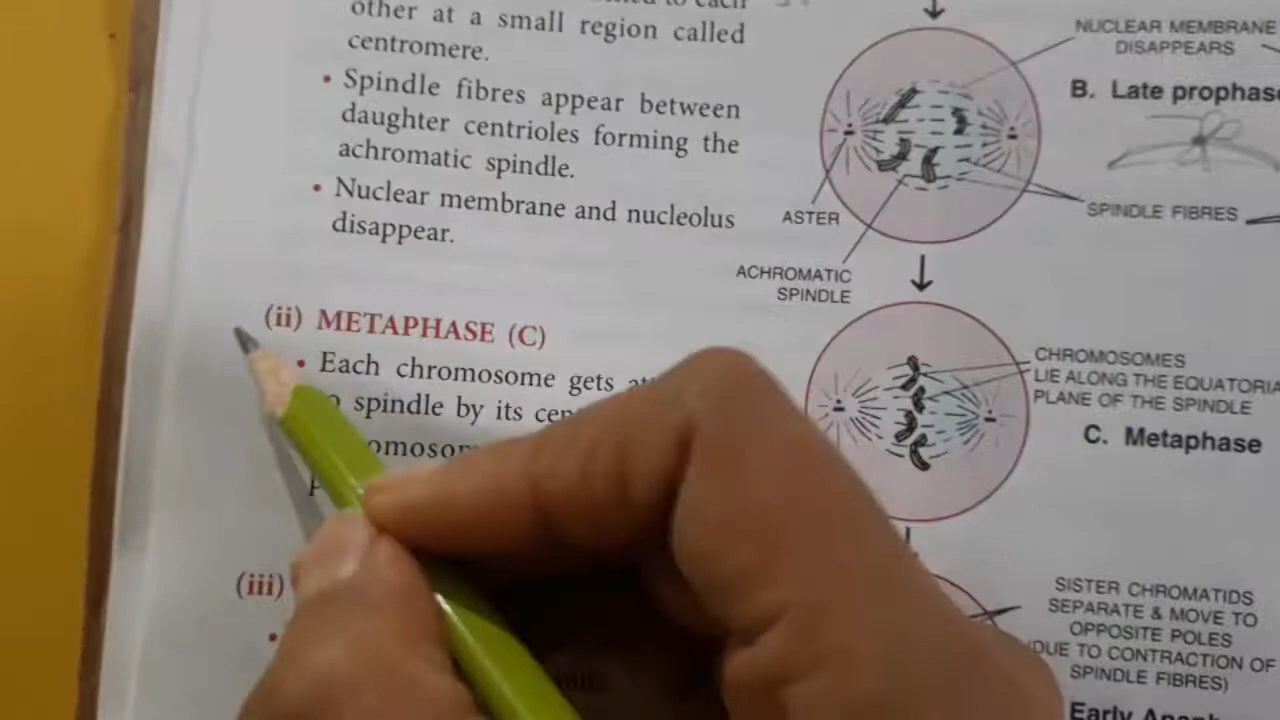 other at a small region called
centromere.
• Spindle fibres appear between
daughter centrioles forming the
achromatic spindle.
• Nuclear membrane and nucleolus
disappear.
(ii) METAPHASE (C)
• Each chromosome gets
spindle by its
(iii)
NUCLEAR MEMBRANE
DISAPPEARS
B. Late prophase
ASTER
SPINDLE FIBRES
ACHROMATIC
SPINDLE
CHROMOSOMES
LIE ALONG THE EQUATORIA
PLANE OF THE SPINDLE
C. Metaphase
SISTER CHROMATIDS
SEPARATE & MOVE TO
OPPOSITE POLES
(DUE TO CONTRACTION OF
SPINDLE FIBRES)
Early